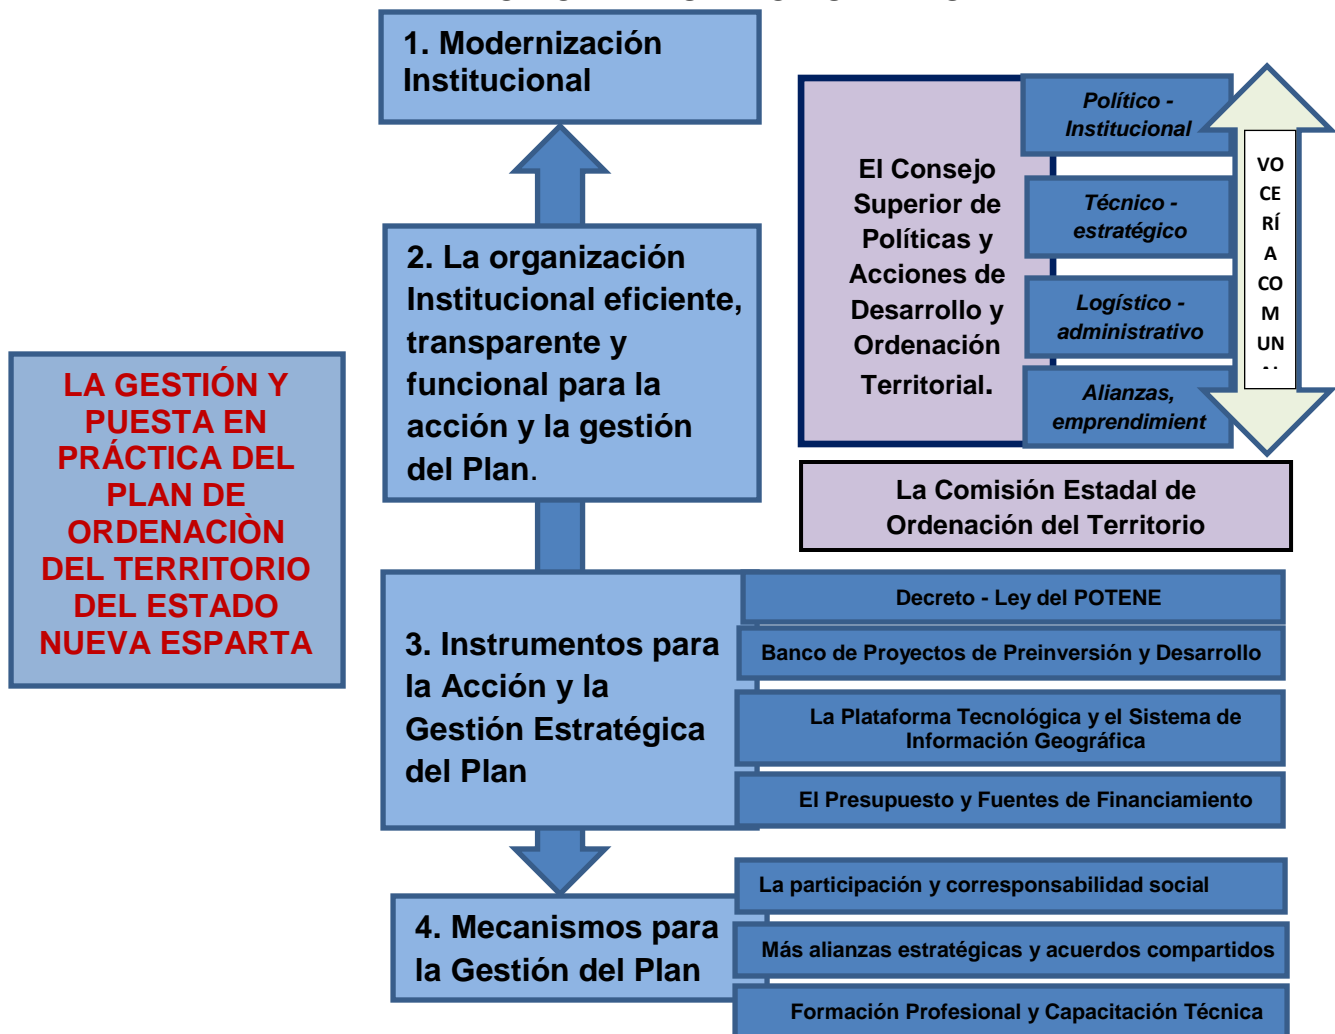 1. Modernización
Institucional
2. La organización
Institucional eficiente,
transparente y
funcional para la
acción y la gestión
del Plan.
LA GESTIÓN Y
PUESTA EN
PRÁCTICA DEL
PLAN DE
ORDENACIÒN
DEL TERRITORIO
DEL ESTADO
NUEVA ESPARTA
El Consejo
Superior de
Políticas y
Acciones de
Desarrollo y
Ordenación
Territorial.
Político -
Institucional
Técnico -
estratégico
Logístico -
administrativo
Alianzas,
emprendimient
VO
CE
RÍ
A
CO
M
UN
La Comisión Estadal de
Ordenación del Territorio
3. Instrumentos para
la Acción y la
Gestión Estratégica
del Plan
Decreto - Ley del POTENE
Banco de Proyectos de Preinversión y Desarrollo
La Plataforma Tecnológica y el Sistema de
Información Geográfica
El Presupuesto y Fuentes de Financiamiento
4. Mecanismos para
la Gestión del Plan
La participación y corresponsabilidad social
Más alianzas estratégicas y acuerdos compartidos
Formación Profesional y Capacitación Técnica